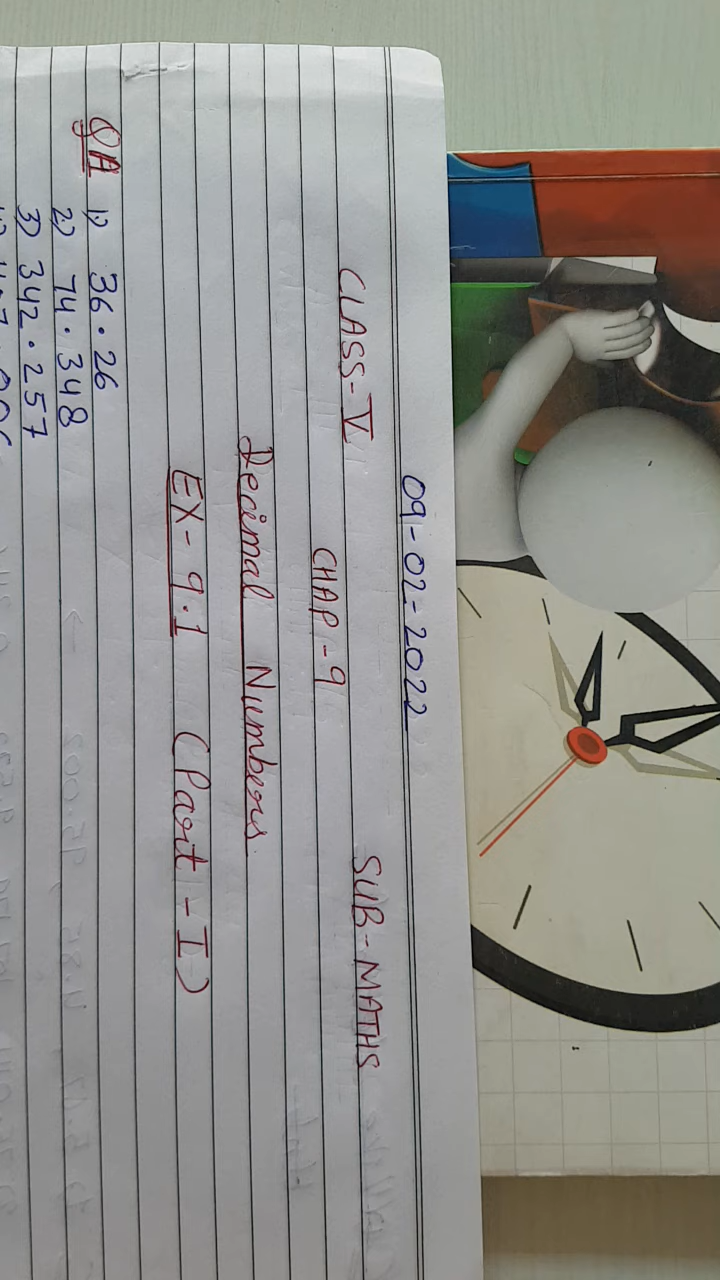 09-02-2022
CLASS-V SUB-MATHS
CHAP-9
Decimal Numbers
EX-9.1 (Part-I)
QA 1) 36.26
2) 74.348
3) 342.257